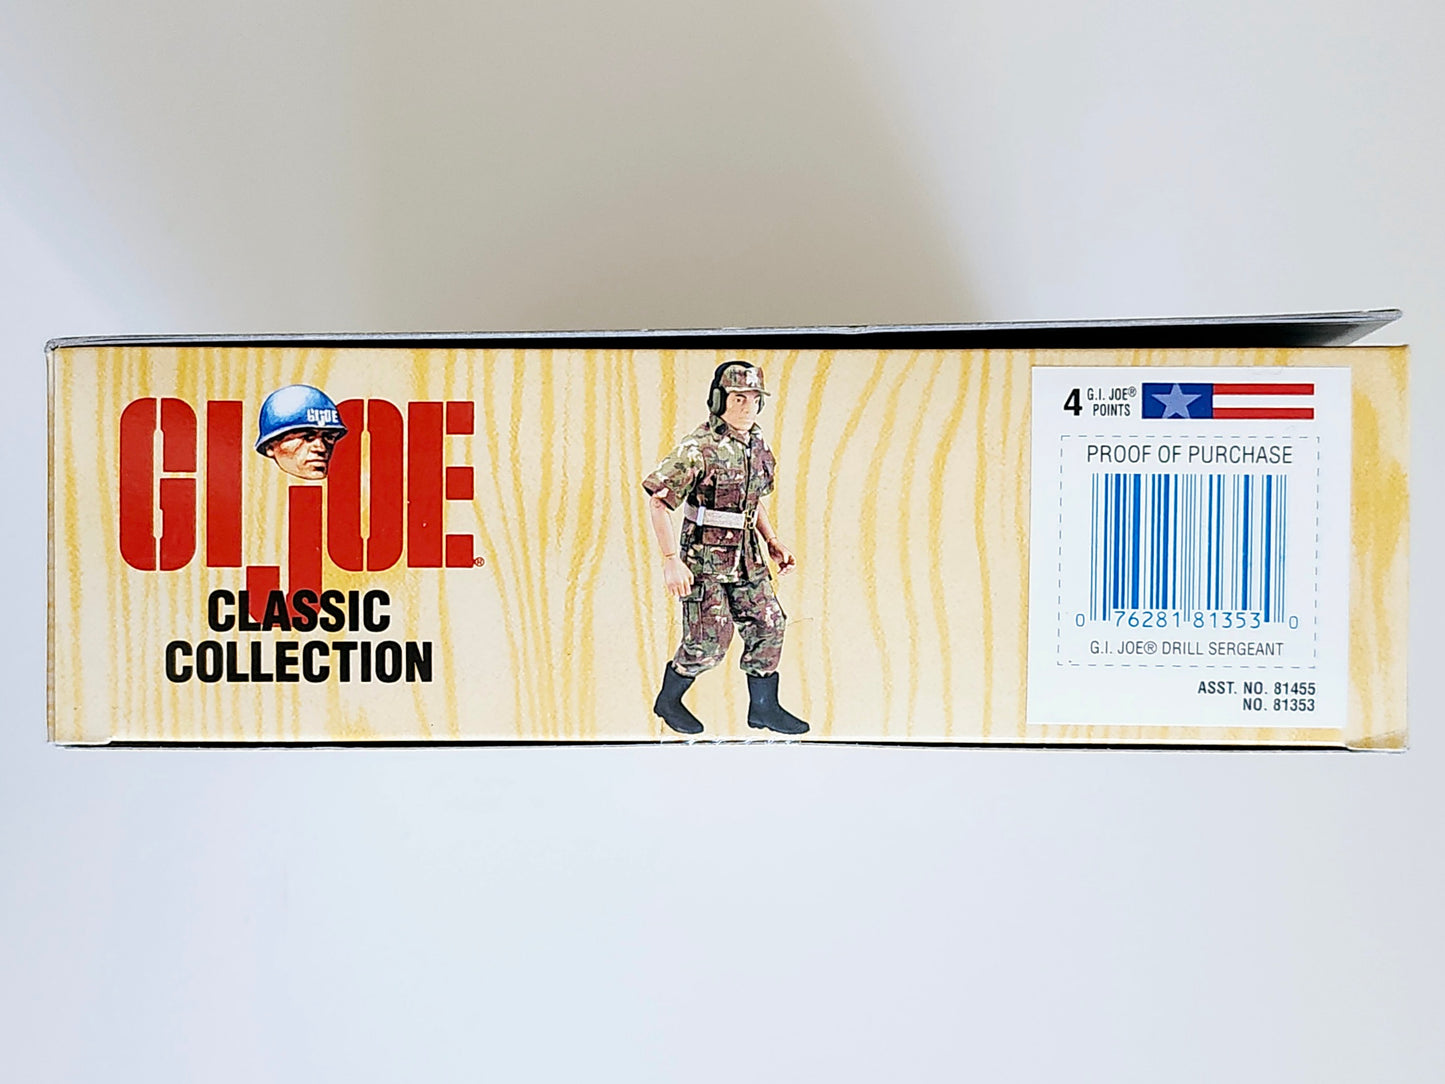 GI JOE®
GI JOE
CLASSIC
COLLECTION
4 G.I. JOE®
POINTS
PROOF OF PURCHASE
0 76281 81353 0
G.I. JOE® DRILL SERGEANT
ASST. NO. 81455
NO. 81353